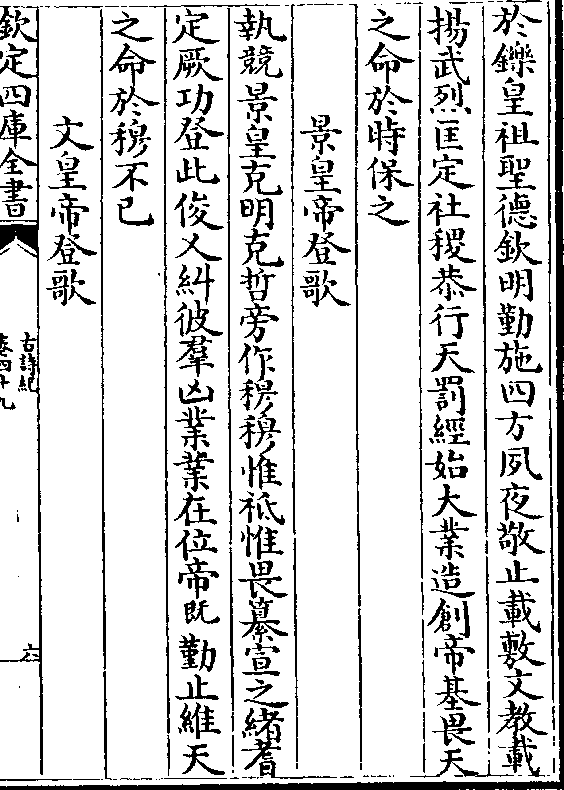 於鑠皇祖聖德欽明勤施四方夙夜敬止載敷文教載
揚武烈匡定社稷恭行天罰經始大業造創帝基畏天
之命於時保之
景皇帝登歌
執競景皇克明克哲旁作穆穆惟祗惟畏纂宣之緒耆
定厥功登此俊乂糾彼羣凶業業在位帝既勤止維天
之命於穆不已
文皇帝登歌
欽定四庫全書
古詩紀
卷四十九
六